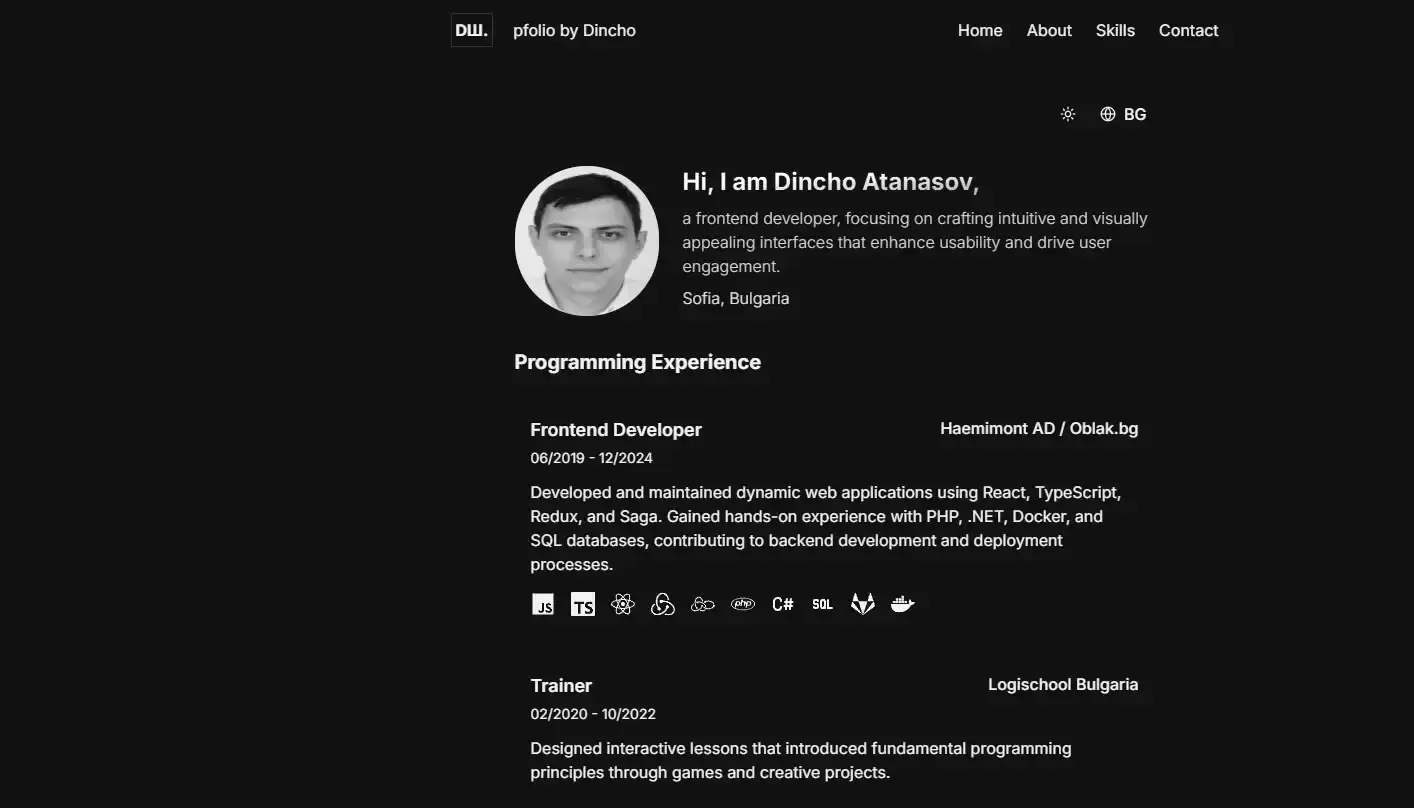 DШ.
pfolio by Dincho
Home About Skills Contact
BG
Hi, I am Dincho Atanasov,
a frontend developer, focusing on crafting intuitive and visually
appealing interfaces that enhance usability and drive user
engagement.
Sofia, Bulgaria
Programming Experience
Frontend Developer
Haemimont AD / Oblak.bg
06/2019 - 12/2024
Developed and maintained dynamic web applications using React, TypeScript,
Redux, and Saga. Gained hands-on experience with PHP, .NET, Docker, and
SQL databases, contributing to backend development and deployment
processes.
JS TS php C# SQL
Trainer
Logischool Bulgaria
02/2020 - 10/2022
Designed interactive lessons that introduced fundamental programming
principles through games and creative projects.